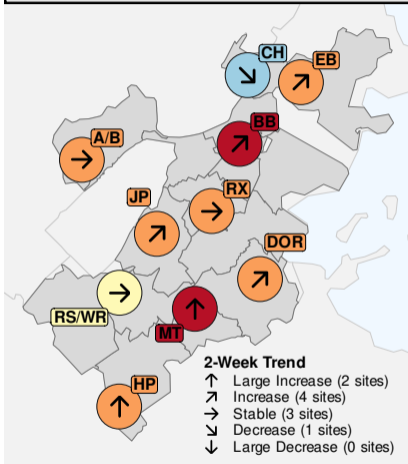 CH
EB
BB
A/B
RX
JP
DOR
RS/WR
MT
HP
2-Week Trend
↑ Large Increase (2 sites)
↗ Increase (4 sites)
→ Stable (3 sites)
↘ Decrease (1 sites)
↓ Large Decrease (0 sites)